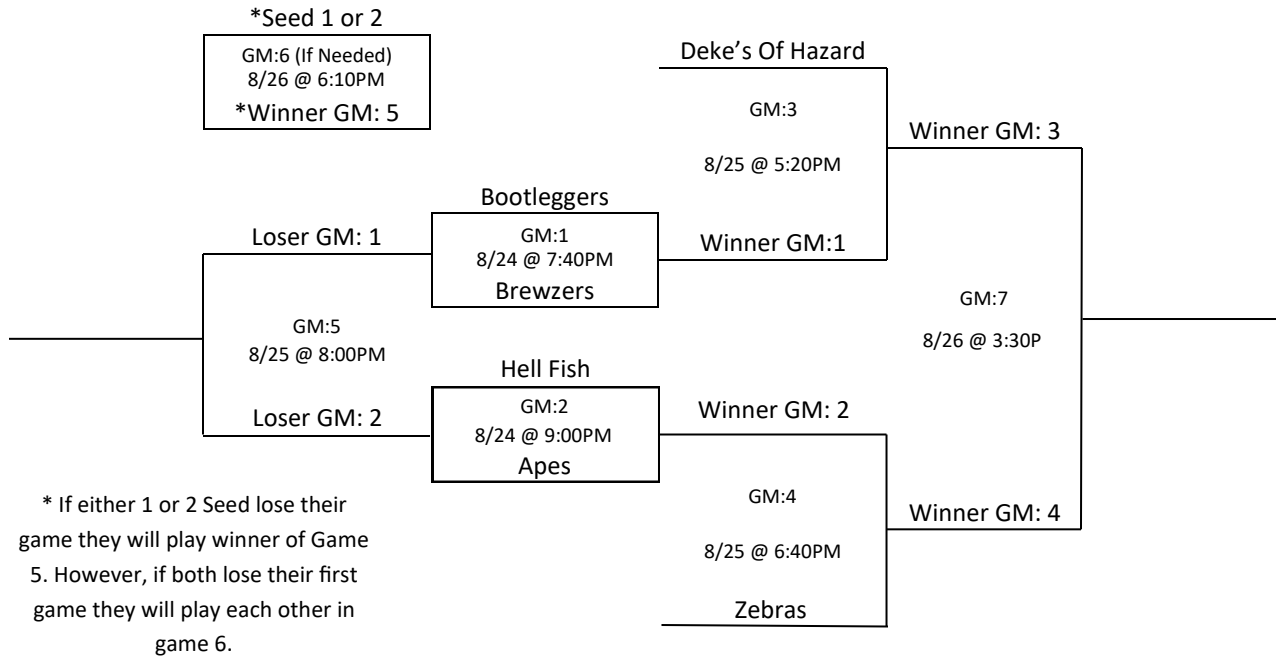 *Seed 1 or 2
GM:6 (If Needed)
8/26 @ 6:10PM
*Winner GM: 5
Deke’s Of Hazard
GM:3
8/25 @ 5:20PM
Winner GM:1
Winner GM: 3
Bootleggers
GM:1
8/24 @ 7:40PM
Brewzers
Loser GM: 1
GM:5
8/25 @ 8:00PM
Loser GM: 2
Hell Fish
GM:2
8/24 @ 9:00PM
Apes
Winner GM: 2
GM:4
8/25 @ 6:40PM
Zebras
GM:7
8/26 @ 3:30P
Winner GM: 4
* If either 1 or 2 Seed lose their
game they will play winner of Game
5. However, if both lose their first
game they will play each other in
game 6.